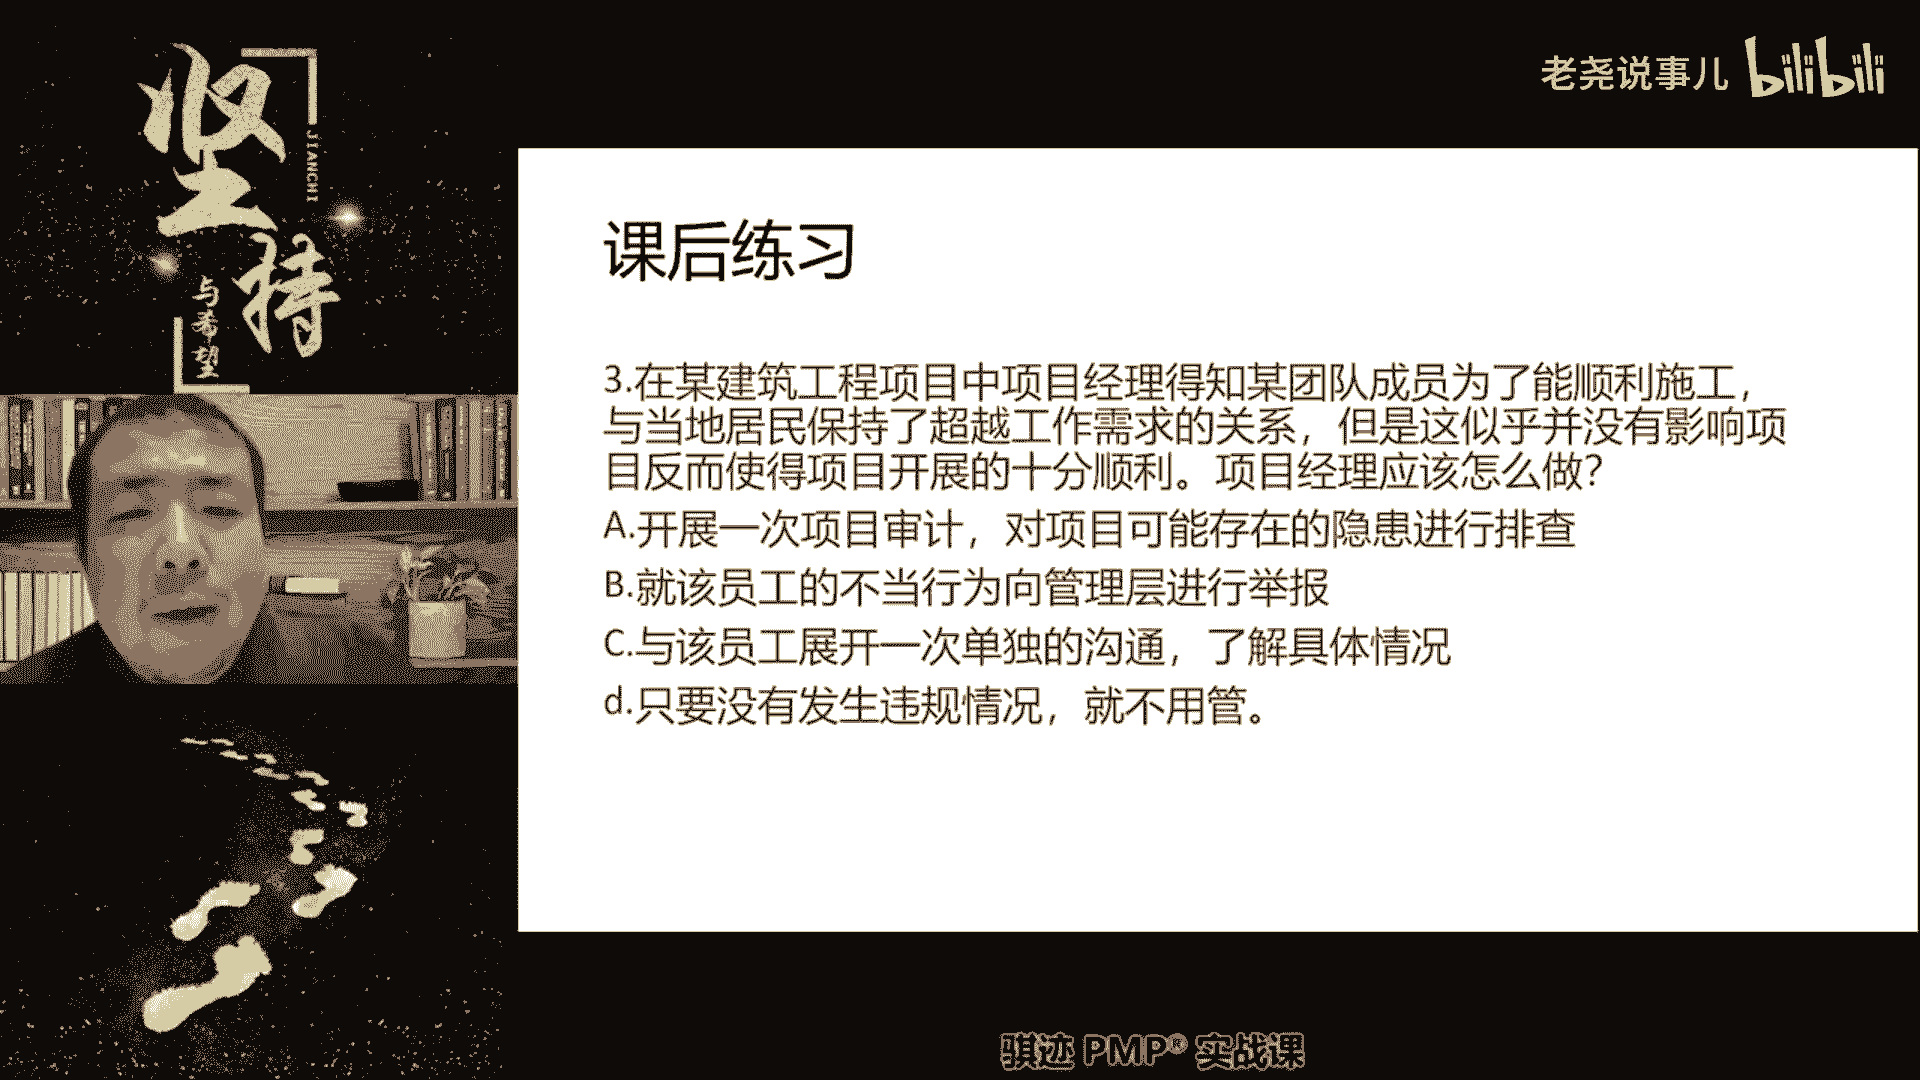 坚持
JIANCHI
与希望
老尧说事儿 bilibili
课后练习
3.在某建筑工程项目中项目经理得知某团队成员为了能顺利施工，
与当地居民保持了超越工作需求的关系，但是这似乎并没有影响项
目反而使得项目开展的十分顺利。项目经理应该怎么做？
A.开展一次项目审计，对项目可能存在的隐患进行排查
B.就该员工的不当行为向管理层进行举报
C.与该员工展开一次单独的沟通，了解具体情况
d.只要没有发生违规情况，就不用管。
骐迹 PMP® 实战课